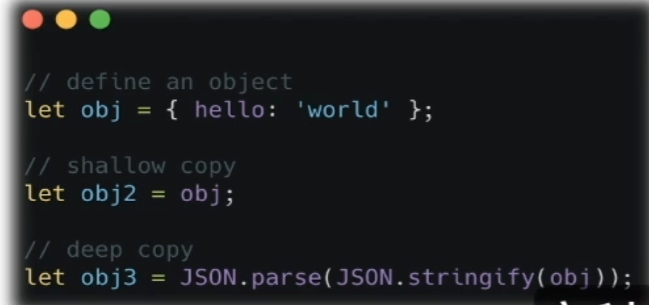 // define an object
let obj = { hello: 'world' };
// shallow copy
let obj2 = obj;
// deep copy
let obj3 = JSON.parse(JSON.stringify(obj));